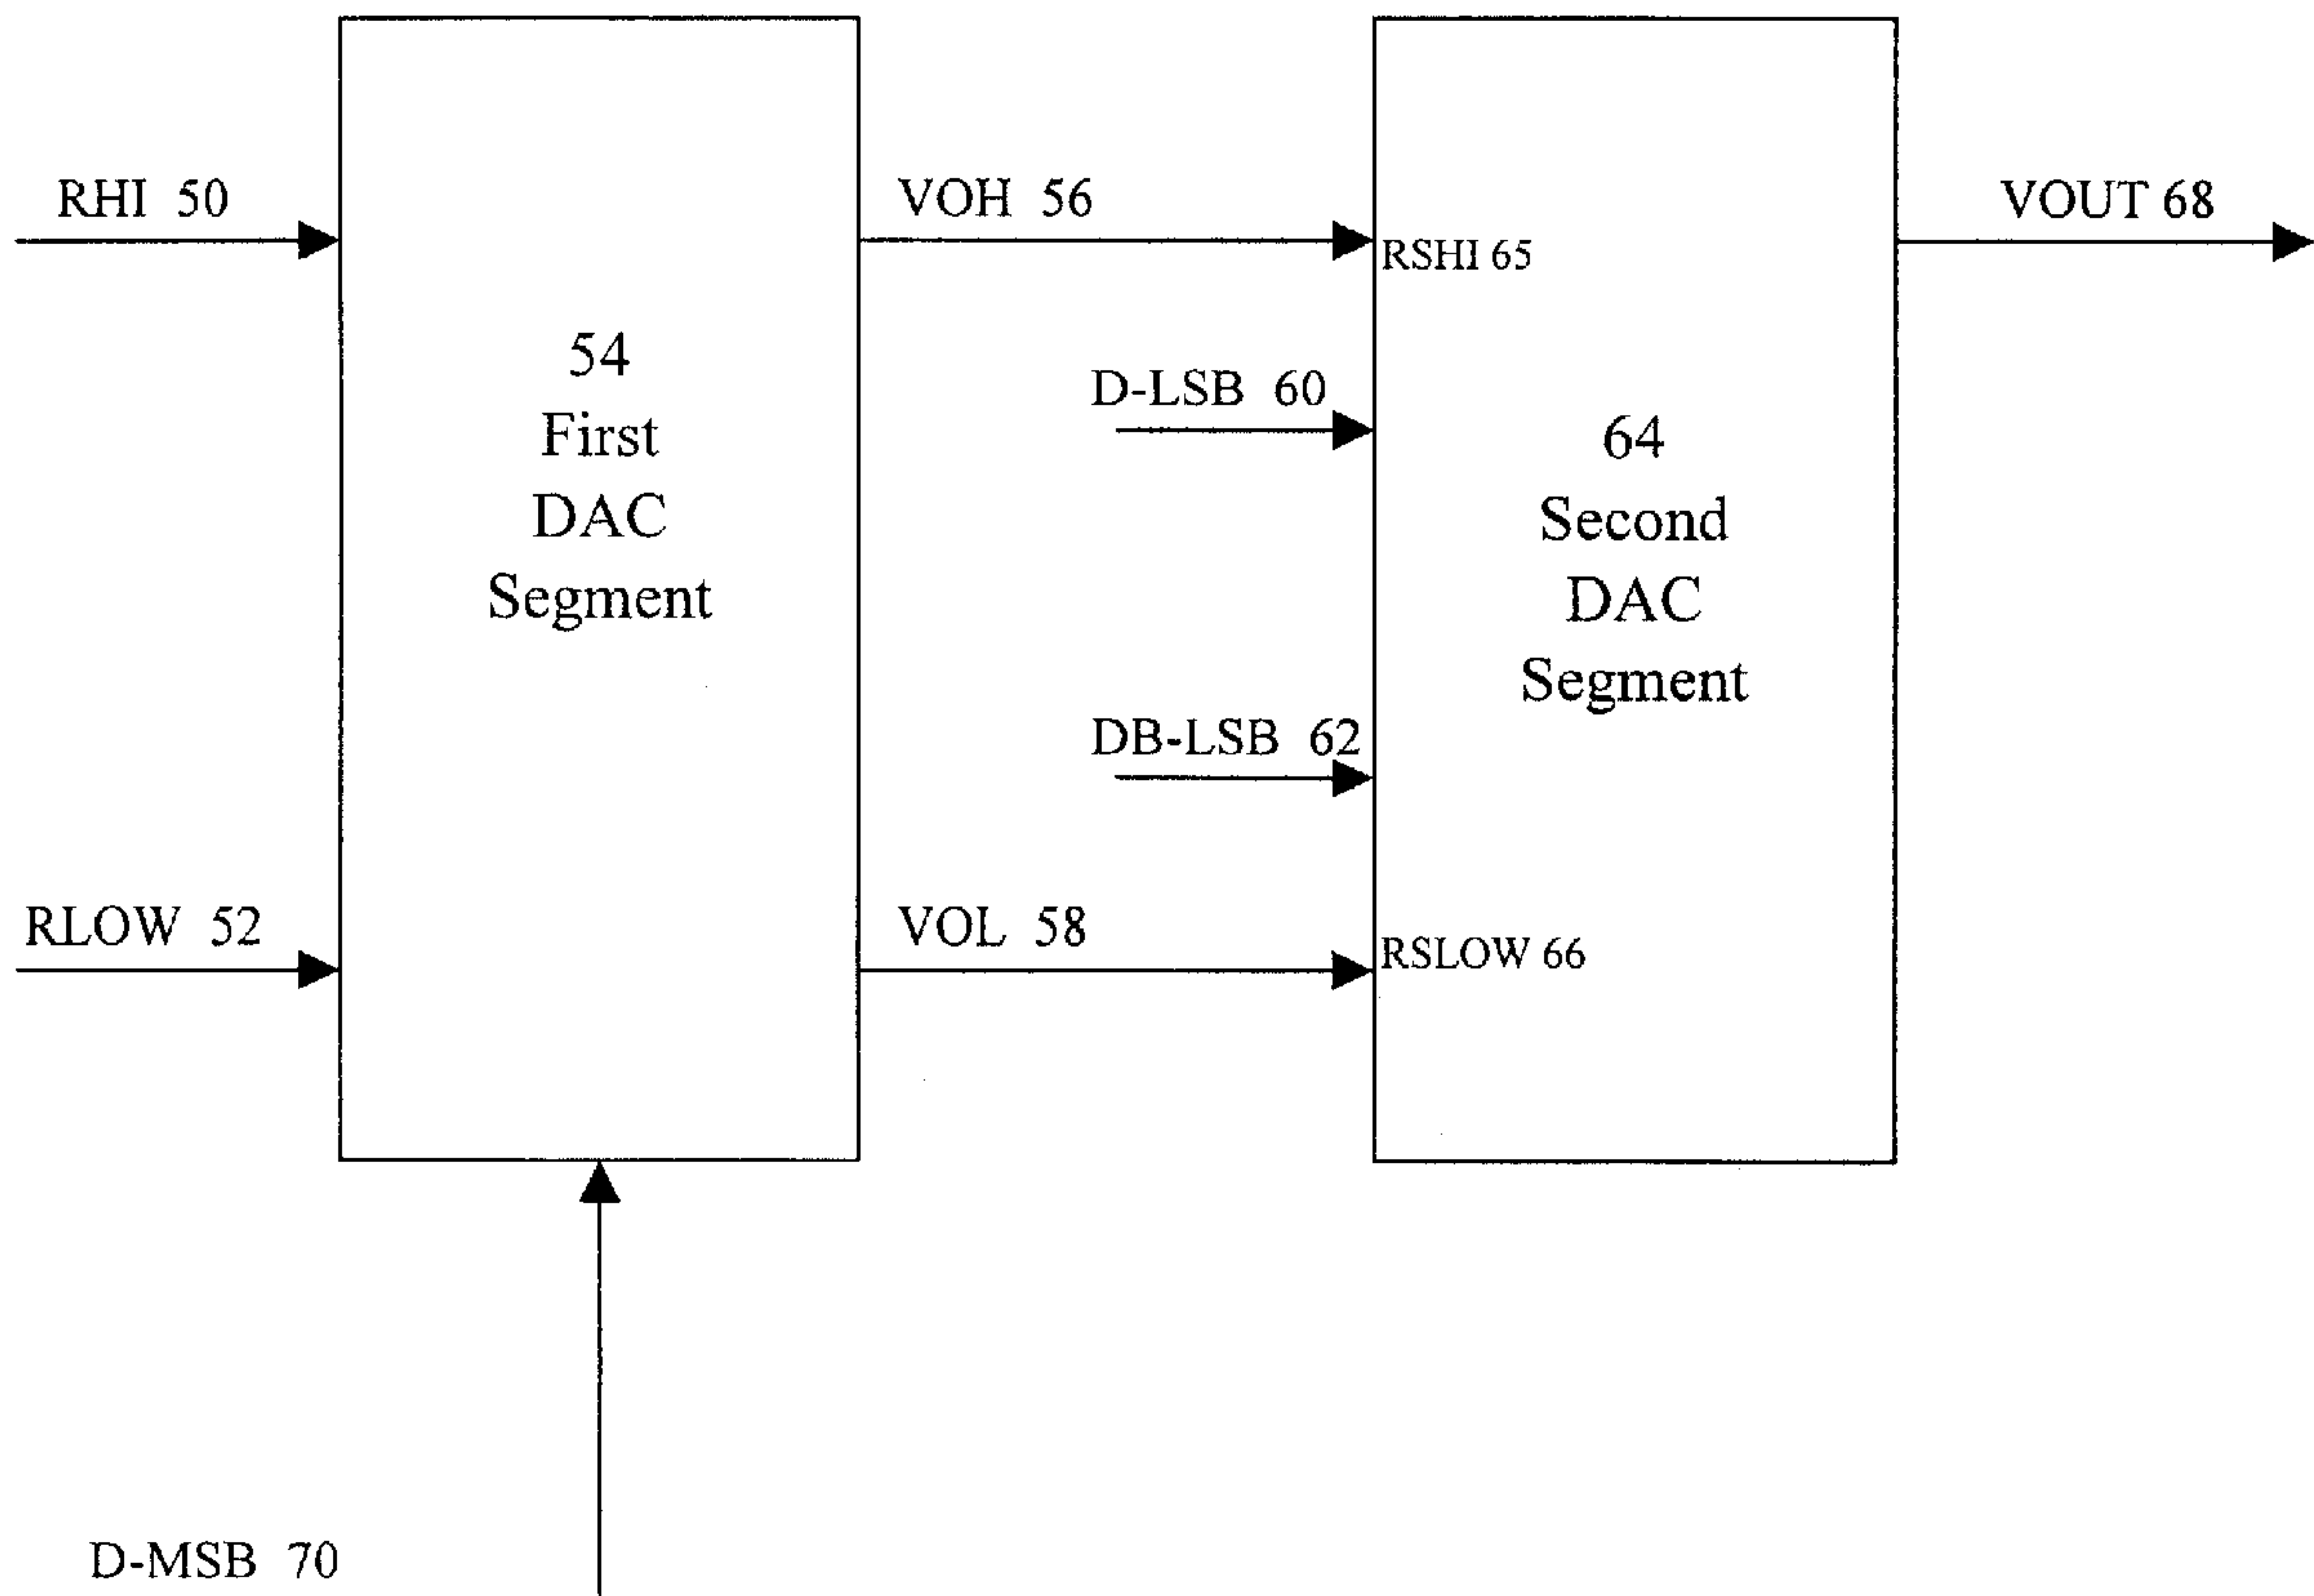 RHI 50
VOH 56
VOUT 68
RSHI 65
54
First
DAC
Segment
D-LSB 60
64
Second
DAC
Segment
DB-LSB 62
RLOW 52
VOL 58
RSLOW 66
D-MSB 70